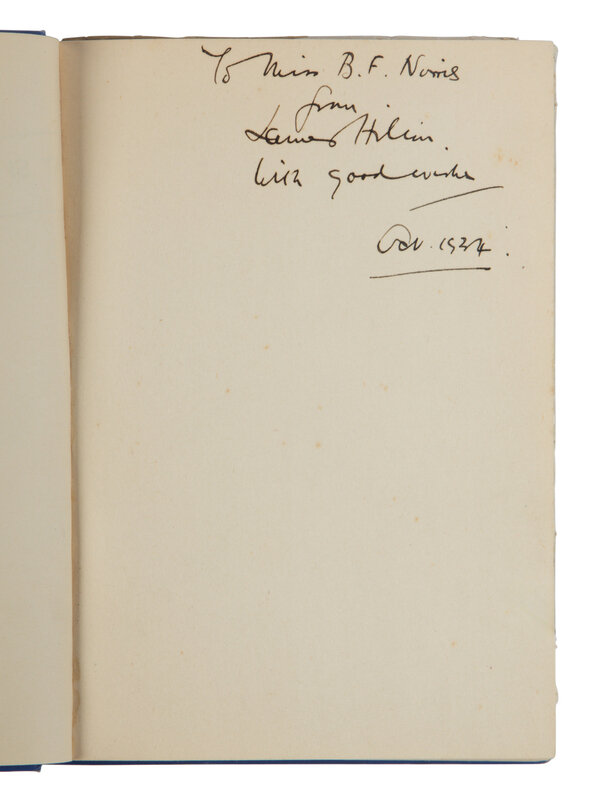 To Miss B. F. Norris
from
James Hilton.
With good wishes
Oct. 1934.